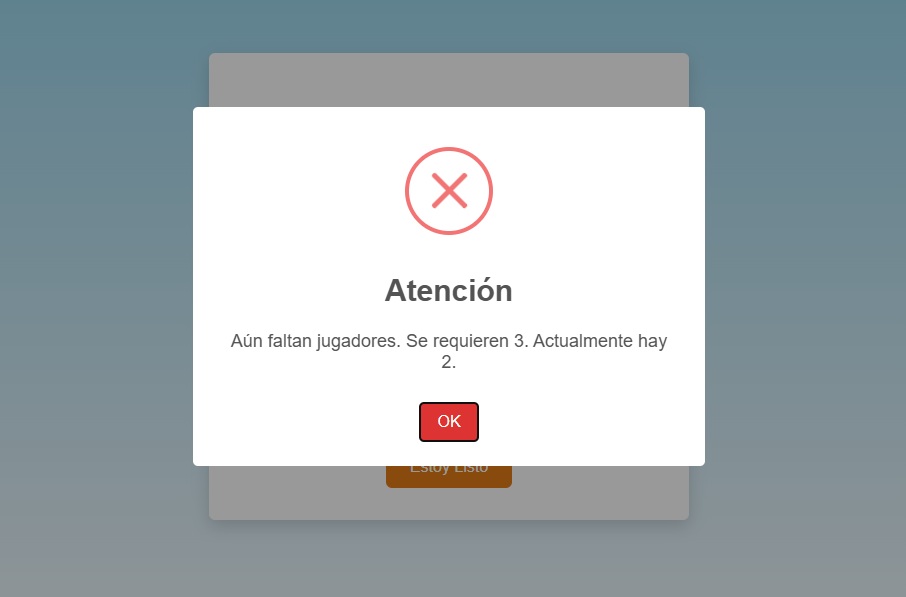 Atención
Aún faltan jugadores. Se requieren 3. Actualmente hay
2.
OK
Estoy Listo